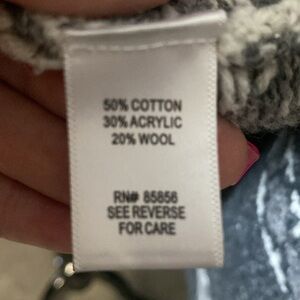 50% COTTON
30% ACRYLIC
20% WOOL
RN# 85856
SEE REVERSE
FOR CARE